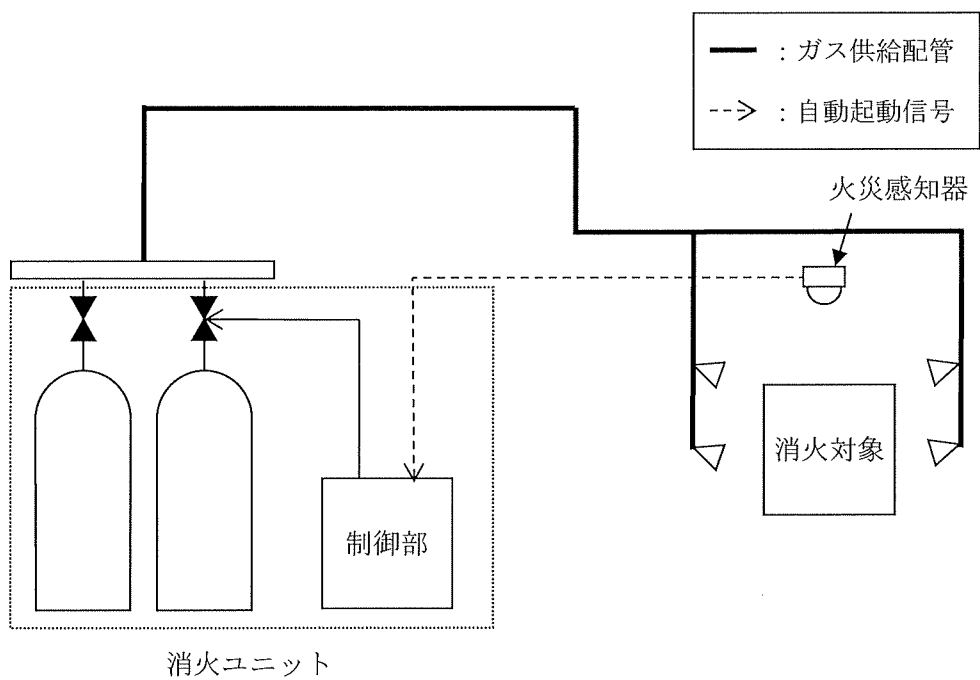 ：ガス供給配管
：自動起動信号
火災感知器
消火対象
制御部
消火ユニット